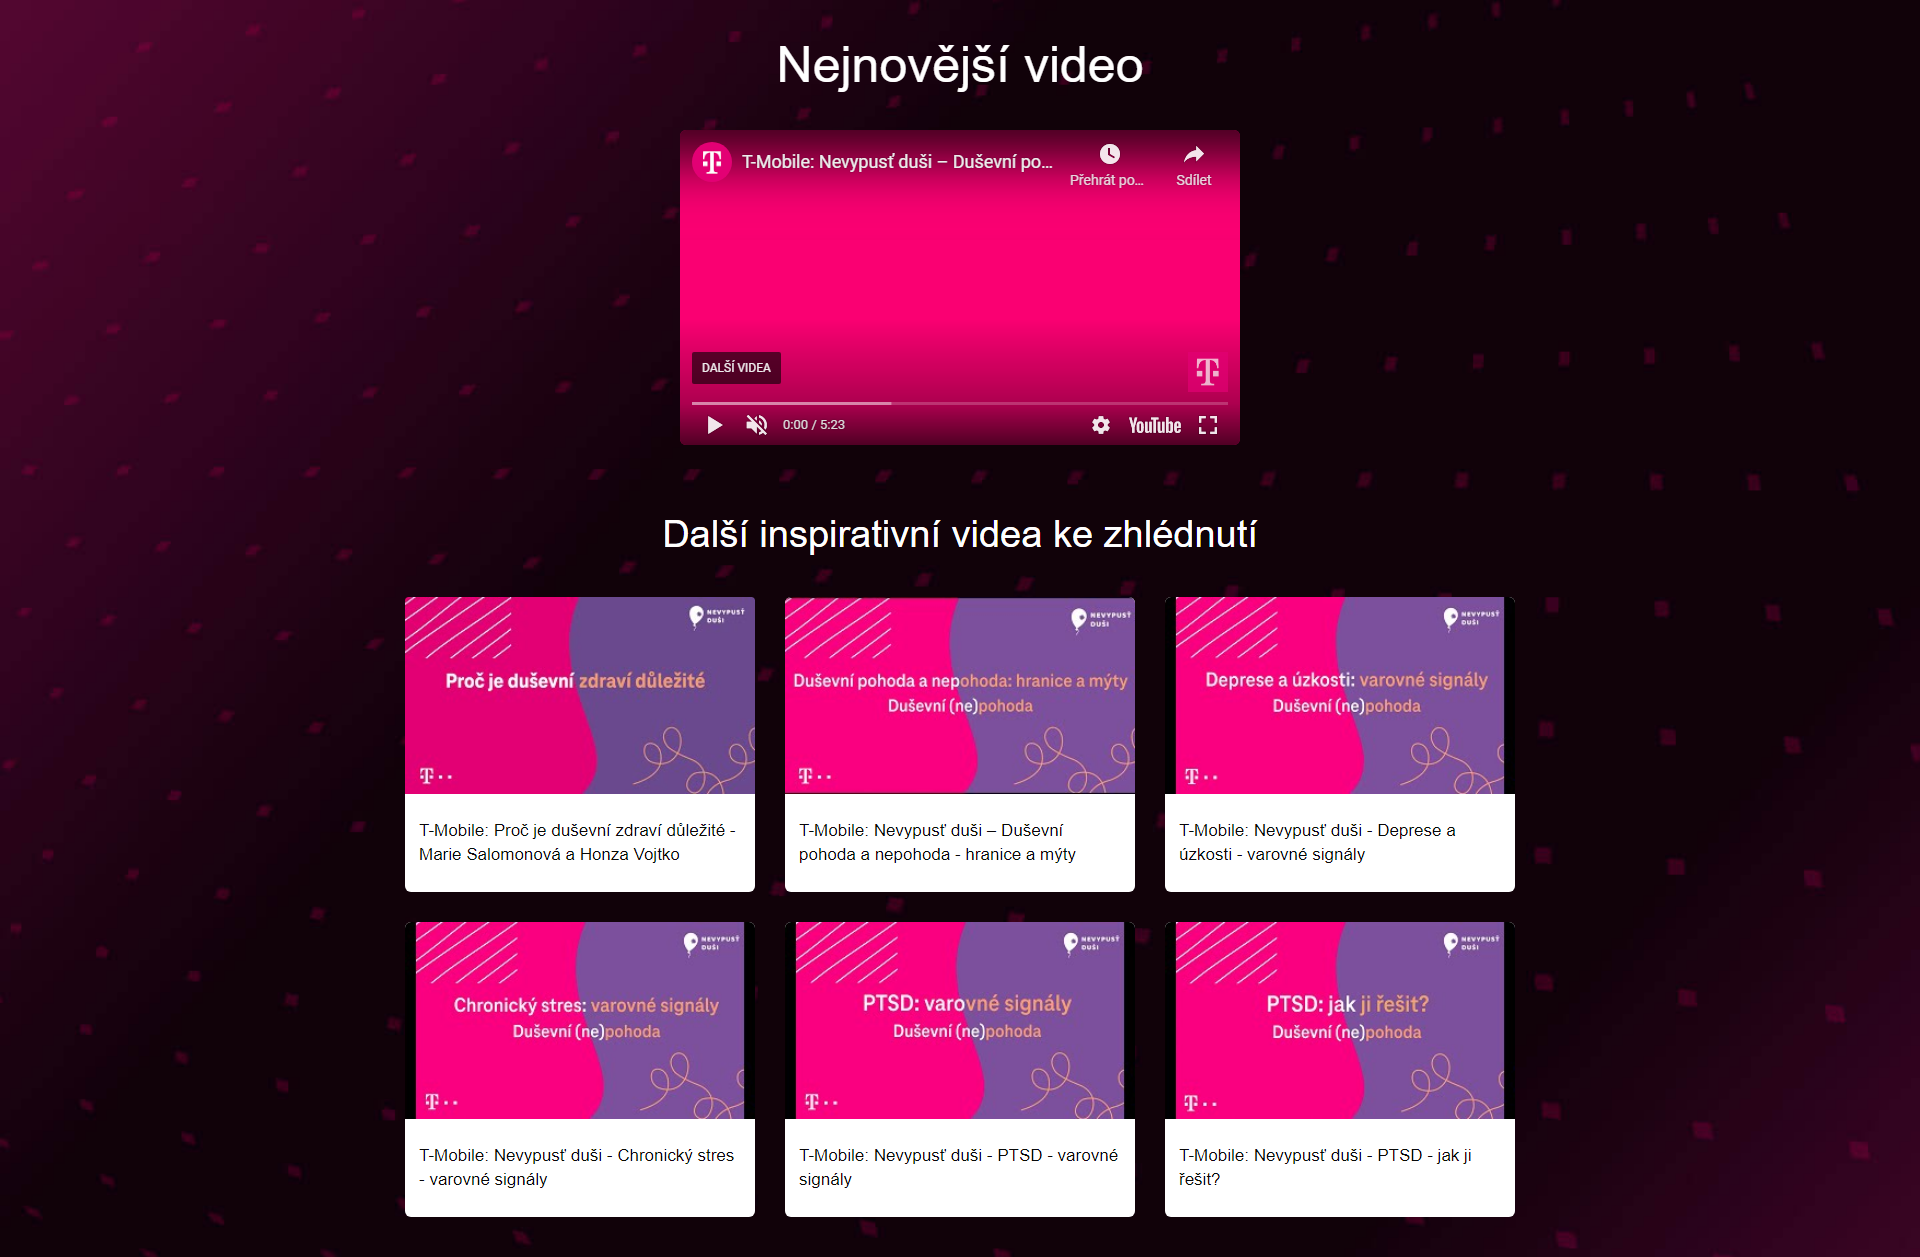 Nejnovější video
T-Mobile: Nevypusť duši – Duševní po...
Přehrát po...
Sdílet
DALŠÍ VIDEA
T
0:00 / 5:23
YouTube
Další inspirativní videa ke zhlédnutí
NEVYPUSŤ
DUŠI
Proč je duševní zdraví důležité
T
T-Mobile: Proč je duševní zdraví důležité -
Marie Salomonová a Honza Vojtko
NEVYPUSŤ
DUŠI
Duševní pohoda a nepohoda: hranice a mýty
Duševní (ne)pohoda
T
T-Mobile: Nevypusť duši – Duševní
pohoda a nepohoda - hranice a mýty
NEVYPUSŤ
DUŠI
Deprese a úzkosti: varovné signály
Duševní (ne)pohoda
T
T-Mobile: Nevypusť duši - Deprese a
úzkosti - varovné signály
NEVYPUSŤ
DUŠI
Chronický stres: varovné signály
Duševní (ne)pohoda
T
T-Mobile: Nevypusť duši - Chronický stres
- varovné signály
NEVYPUSŤ
DUŠI
PTSD: varovné signály
Duševní (ne)pohoda
T
T-Mobile: Nevypusť duši - PTSD - varovné
signály
NEVYPUSŤ
DUŠI
PTSD: jak ji řešit?
Duševní (ne)pohoda
T
T-Mobile: Nevypusť duši - PTSD - jak ji
řešit?